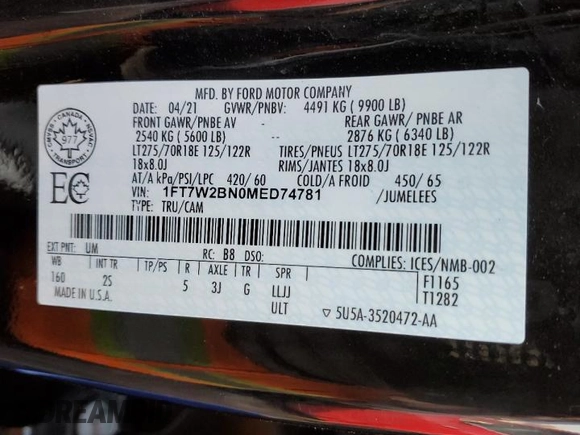 MFD. BY FORD MOTOR COMPANY
DATE: 04/21 GVWR/PNBV: 4491 KG ( 9900 LB)
FRONT GAWR/PNBE AV -- REAR GAWR/ PNBE AR
2540 KG ( 5600 LB) 2876 KG ( 6340 LB)
LT275/70R18E 125/122R TIRES/PNEUS LT275/70R18E 125/122R
18x8.0J RIMS/JANTES 18x8.0J
AT/A kPa/PSI/LPC 420/ 60 COLD/A FROID 450/ 65
VIN: 1FT7W2BN0MED74781 /JUMELEES
TYPE: TRU/CAM
CANADA
977
EC
EXT PNT: UM RC: B8 DSO: COMPLIES: ICES/NMB-002
WB INT TR TP/PS R AXLE TR SPR F1165
160 2S 5 3J G LLJJ T1282
MADE IN U.S.A. ULT ▽ 5U5A-3520472-AA